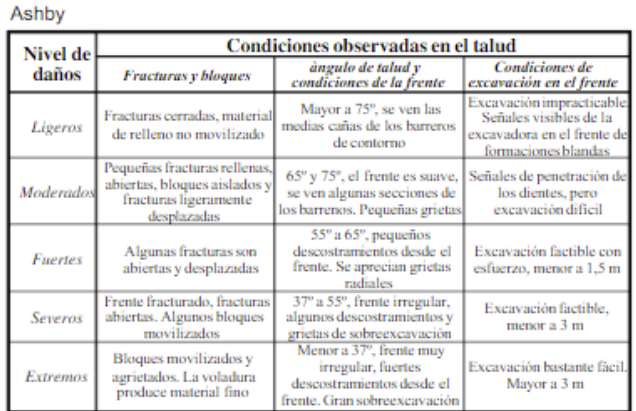 Ashby
Nivel de daños
Condiciones observadas en el talud
Fracturas y bloques
àngulo de talud y
condiciones de la frente
Condiciones de
excavación en el frente
Ligeros
Fracturas cerradas, material
de relleno no movilizado
Mayor a 75º, se ven las
medias cañas de los barreros
de contorno
Excavación impracticable.
Señales visibles de la
excavadora en el frente de
formaciones blandas
Moderados
Pequeñas fracturas rellenas,
abiertas, bloques aislados y
fracturas ligeramente
desplazadas
65º y 75º, el frente es suave,
se ven algunas secciones de
los barrenos. Pequeñas grietas
Señales de penetración de
los dientes, pero
excavación difícil
Fuertes
Algunas fracturas son
abiertas y desplazadas
55º a 65º, pequeños
descostramientos desde el
frente. Se aprecian grietas
radiales
Excavación factible con
esfuerzo, menor a 1,5 m
Severos
Frente fracturado, fracturas
abiertas. Algunos bloques
movilizados
37º a 55º, frente irregular,
algunos descostramientos y
grietas de sobreexcavación
Excavación factible,
menor a 3 m
Extremos
Bloques movilizados y
agrietados. La voladura
produce material fino
Menor a 37º, frente muy
irregular, fuertes
descostramientos desde el
frente. Gran sobreexcavación
Excavación bastante fácil.
Mayor a 3 m